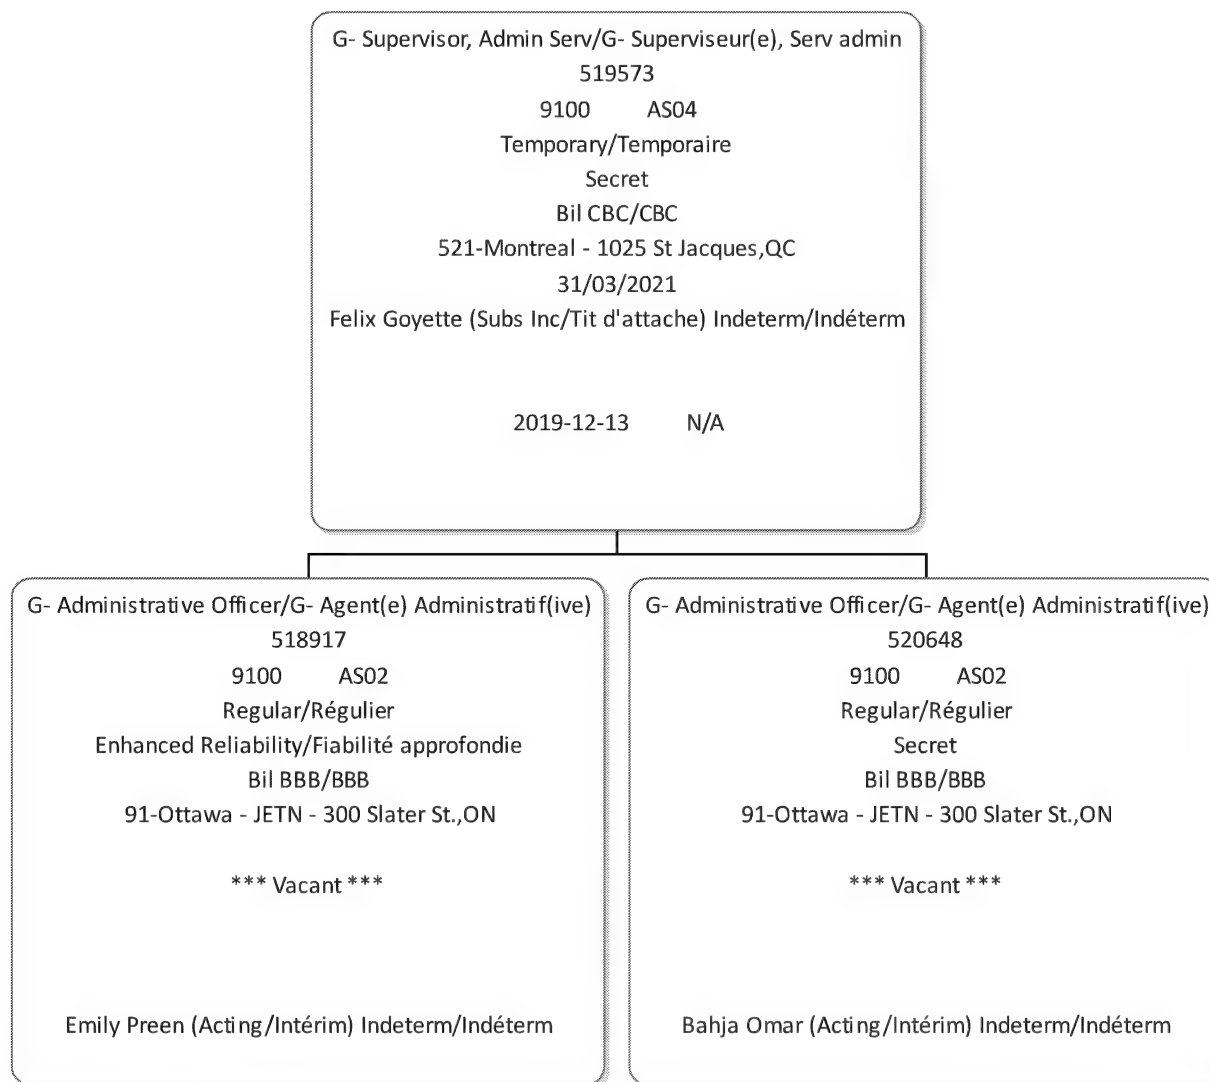 G- Supervisor, Admin Serv/G- Superviseur(e), Serv admin
519573
9100 AS04
Temporary/Temporaire
Secret
Bil CBC/CBC
521-Montreal - 1025 St Jacques,QC
31/03/2021
Felix Goyette (Subs Inc/Tit d'attache) Indeterm/Indéterm
2019-12-13 N/A
G- Administrative Officer/G- Agent(e) Administratif(ive)
518917
9100 AS02
Regular/Régulier
Enhanced Reliability/Fiabilité approfondie
Bil BBB/BBB
91-Ottawa - JETN - 300 Slater St.,ON
*** Vacant ***
Emily Preen (Acting/Intérim) Indeterm/Indéterm
G- Administrative Officer/G- Agent(e) Administratif(ive)
520648
9100 AS02
Regular/Régulier
Secret
Bil BBB/BBB
91-Ottawa - JETN - 300 Slater St.,ON
*** Vacant ***
Bahja Omar (Acting/Intérim) Indeterm/Indéterm